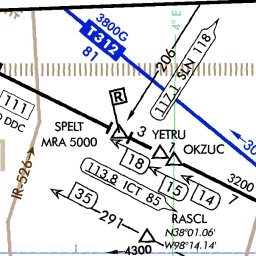 3800G
T312
81
4°E
206
117.1 SLN 118
111
DDC
SPELT
MRA 5000
R
3
YETRU
7
OKZUC
18
113.8 ICT 85
15
14
3200
7
30
IR-526
35
291
RASCL
N38°01.06'
W98°14.14'
4300